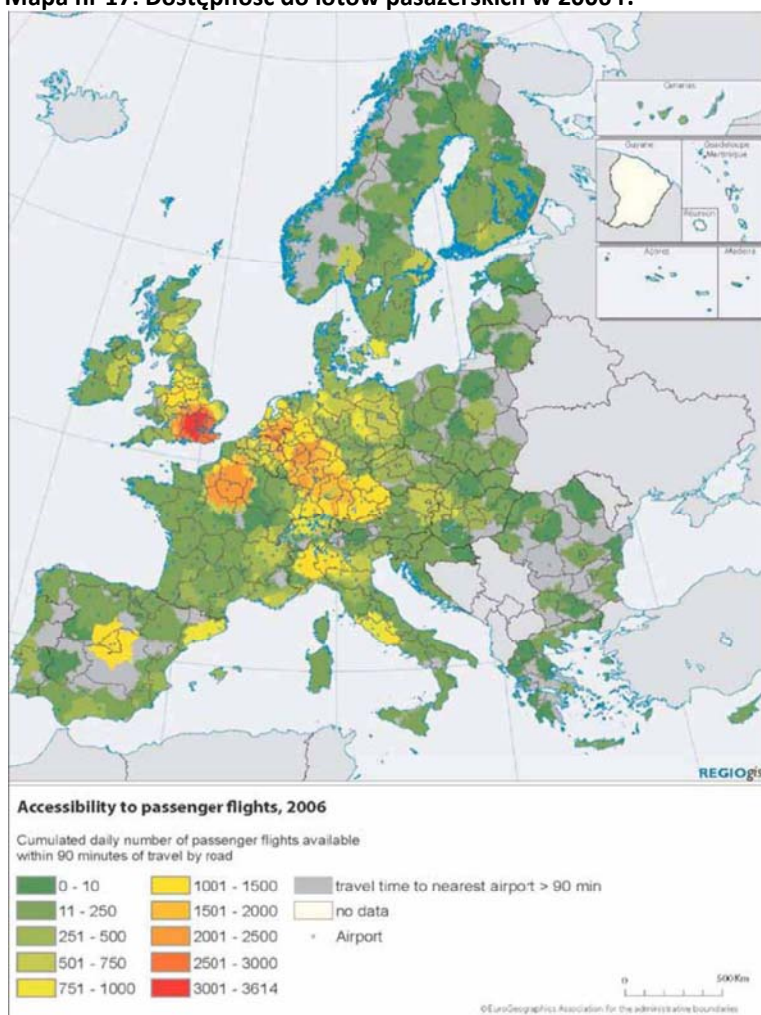 Mapa nr 17. Dostępność do lotów pasażerskich w 2006 r.
Canarias
Guyane
Guadeloupe
Martinique
Réunion
Açores
Madeira
REGIOgis
Accessibility to passenger flights, 2006
Cumulated daily number of passenger flights available
within 90 minutes of travel by road
0 - 10
1001 - 1500
travel time to nearest airport > 90 min
11 - 250
1501 - 2000
no data
251 - 500
2001 - 2500
Airport
501 - 750
2501 - 3000
751 - 1000
3001 - 3614
0
500 Km
©EuroGeographics Association for the administrative boundaries